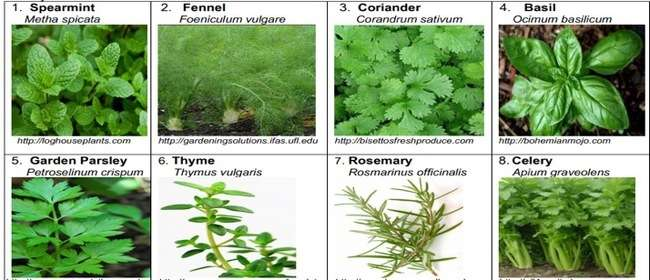 1. Spearmint
Metha spicata
http://loghouseplants.com
2. Fennel
Foeniculum vulgare
http://gardeningsolutions.ifas.ufl.edu
3. Coriander
Corandrum sativum
http://bisettosfreshproduce.com
4. Basil
Ocimum basilicum
http://bohemianmojo.com
5. Garden Parsley
Petroselinum crispum
6. Thyme
Thymus vulgaris
7. Rosemary
Rosmarinus officinalis
8. Celery
Apium graveolens